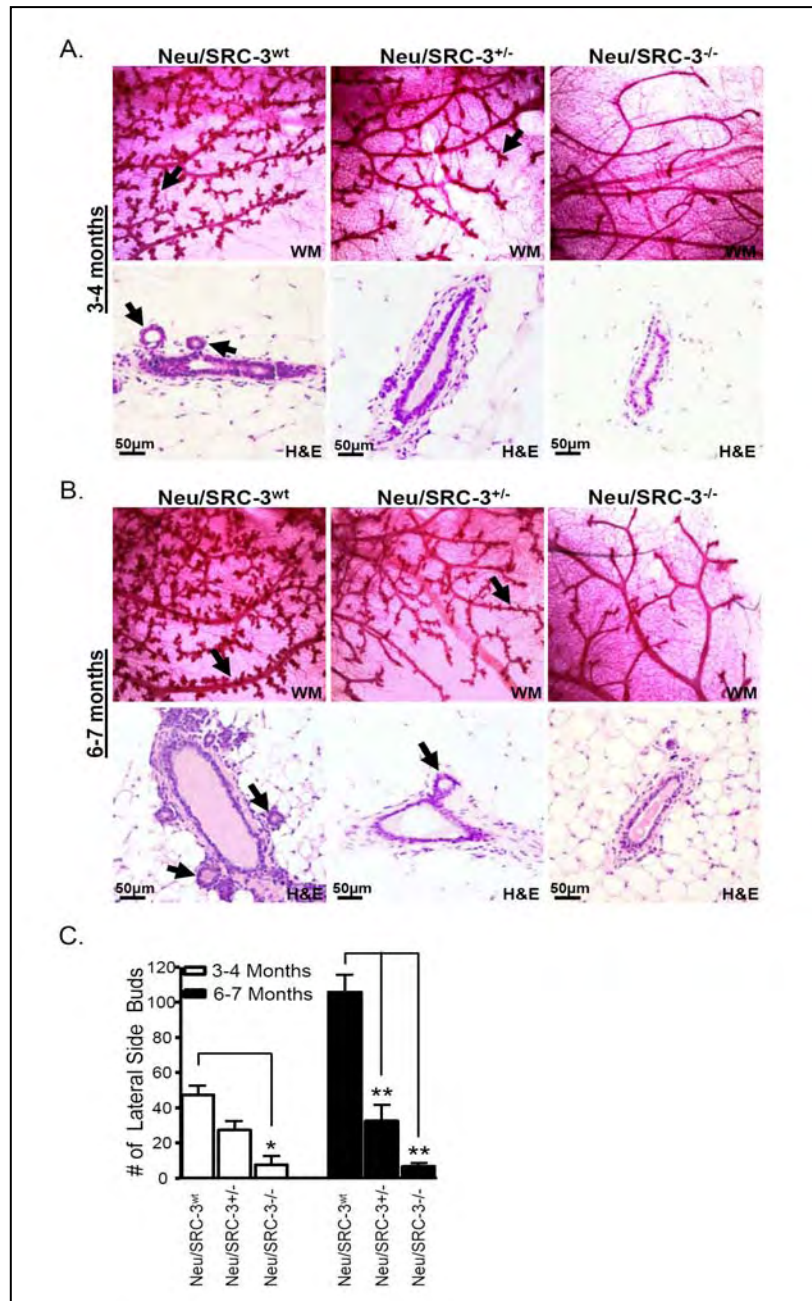 A.
Neu/SRC-3wt Neu/SRC-3+/- Neu/SRC-3-/-
3-4 months
WM WM WM
50µm H&E 50µm H&E 50µm H&E
B.
Neu/SRC-3wt Neu/SRC-3+/- Neu/SRC-3-/-
6-7 months
WM WM WM
50µm H&E 50µm H&E 50µm H&E
C.
# of Lateral Side Buds
120
100
80
60
40
20
0
3-4 Months
6-7 Months
*
**
**
Neu/SRC-3wt
Neu/SRC-3+/-
Neu/SRC-3-/-
Neu/SRC-3wt
Neu/SRC-3+/-
Neu/SRC-3-/-